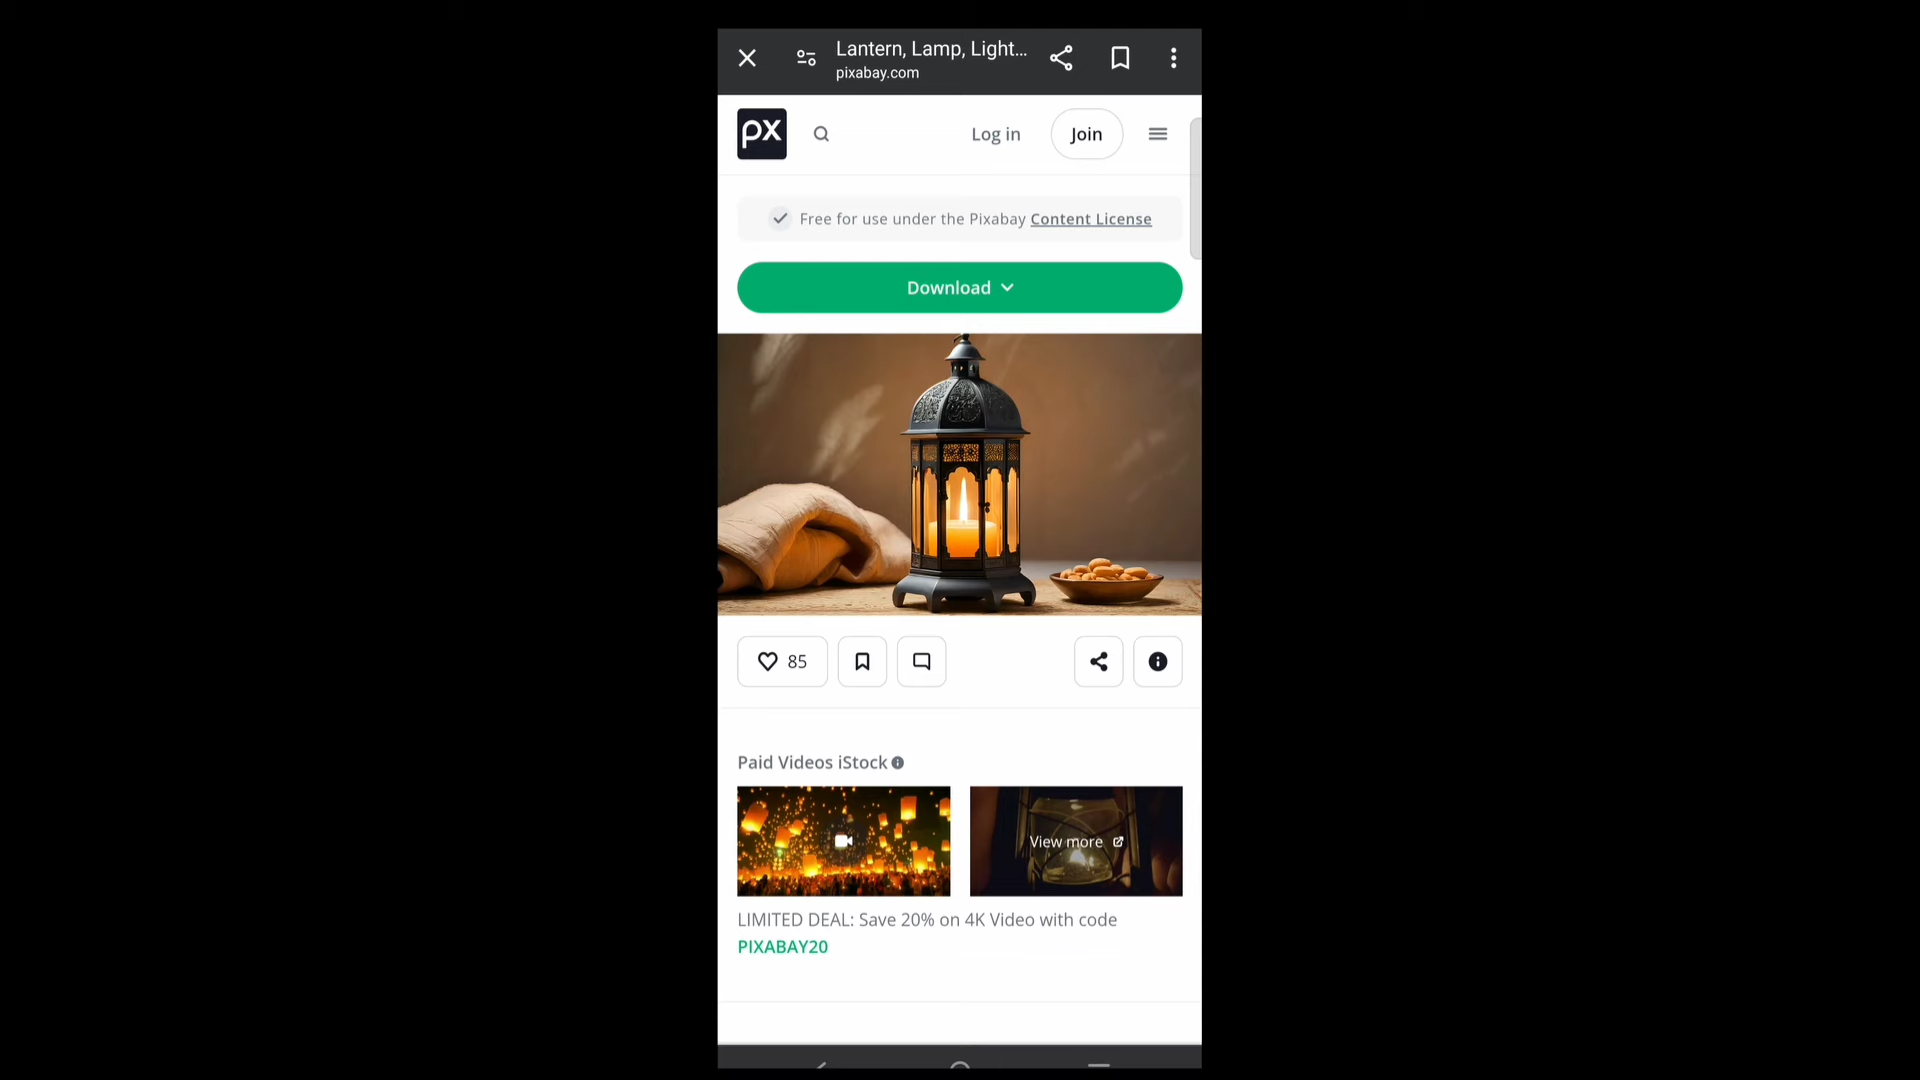 Lantern, Lamp, Light...
pixabay.com
px
Log in
Join
Free for use under the Pixabay Content License
Download
85
Paid Videos iStock
View more
LIMITED DEAL: Save 20% on 4K Video with code
PIXABAY20